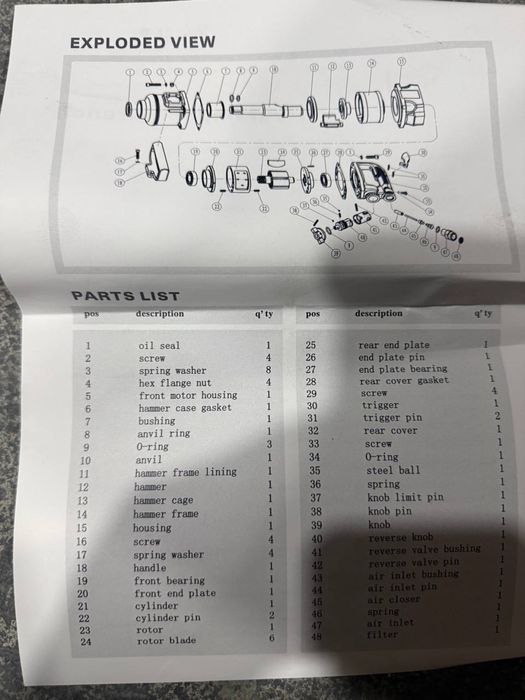 EXPLODED VIEW
PARTS LIST
pos description q'ty
1 oil seal 1
2 screw 4
3 spring washer 8
4 hex flange nut 4
5 front motor housing 1
6 hammer case gasket 1
7 bushing 1
8 anvil ring 1
9 O-ring 3
10 anvil 1
11 hammer frame lining 1
12 hammer 1
13 hammer cage 1
14 hammer frame 1
15 housing 1
16 screw 4
17 spring washer 4
18 handle 1
19 front bearing 1
20 front end plate 1
21 cylinder 1
22 cylinder pin 2
23 rotor 1
24 rotor blade 6
pos description q'ty
25 rear end plate 1
26 end plate pin 1
27 end plate bearing 1
28 rear cover gasket 1
29 screw 4
30 trigger 1
31 trigger pin 2
32 rear cover 1
33 screw 1
34 O-ring 1
35 steel ball 1
36 spring 1
37 knob limit pin 1
38 knob pin 1
39 knob 1
40 reverse knob 1
41 reverse valve bushing 1
42 reverse valve pin 1
43 air inlet bushing 1
44 air inlet pin 1
45 air closer 1
46 spring 1
47 air inlet 1
48 filter 1